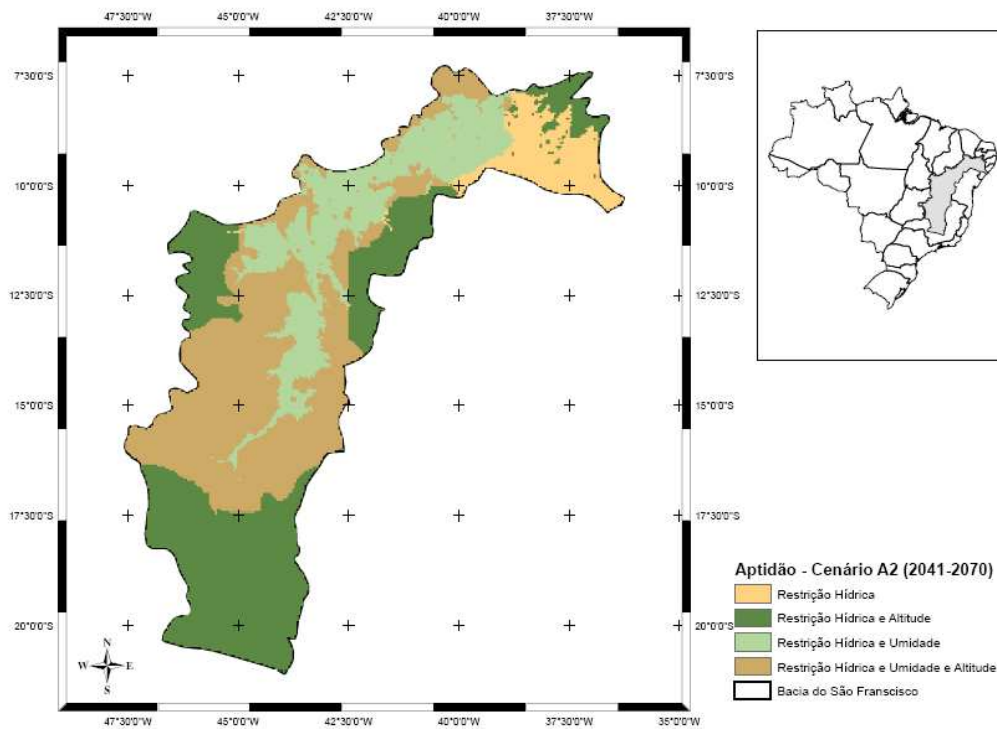 47°30'0"W 45°0'0"W 42°30'0"W 40°0'0"W 37°30'0"W
7°30'0"S 7°30'0"S
10°0'0"S 10°0'0"S
12°30'0"S 12°30'0"S
15°0'0"S 15°0'0"S
17°30'0"S 17°30'0"S
20°0'0"S 20°0'0"S
N
W E
S
47°30'0"W 45°0'0"W 42°30'0"W 40°0'0"W 37°30'0"W 35°0'0"W
Aptidão - Cenário A2 (2041-2070)
Restrição Hídrica
Restrição Hídrica e Altitude
Restrição Hídrica e Umidade
Restrição Hídrica e Umidade e Altitude
Bacia do São Franscisco